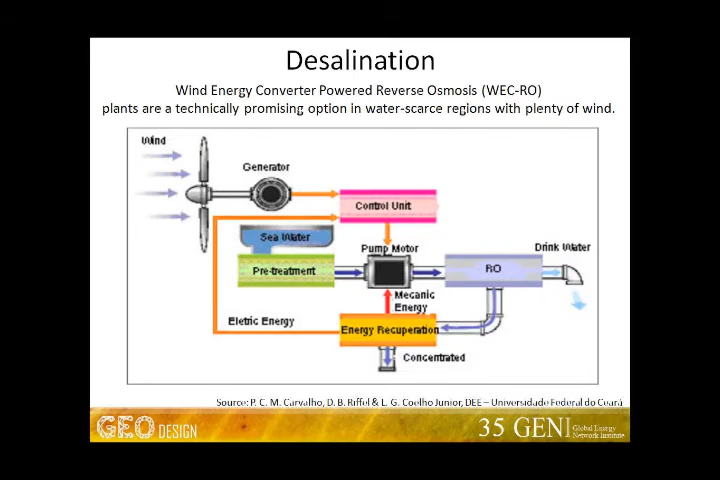 Desalination
Wind Energy Converter Powered Reverse Osmosis (WEC-RO)
plants are a technically promising option in water-scarce regions with plenty of wind.
Wind
Generator
Control Unit
Sea Water
Pump Motor
Drink Water
Pre-treatment
RO
Mecanic
Energy
Eletric Energy
Energy Recuperation
Concentrated
Source: P. C. M. Carvalho, D. B. Riffel & L. G. Coelho Junior, DEE – Universidade Federal do Ceará
GEO DESIGN
35 GENI Global Energy
Network Institute